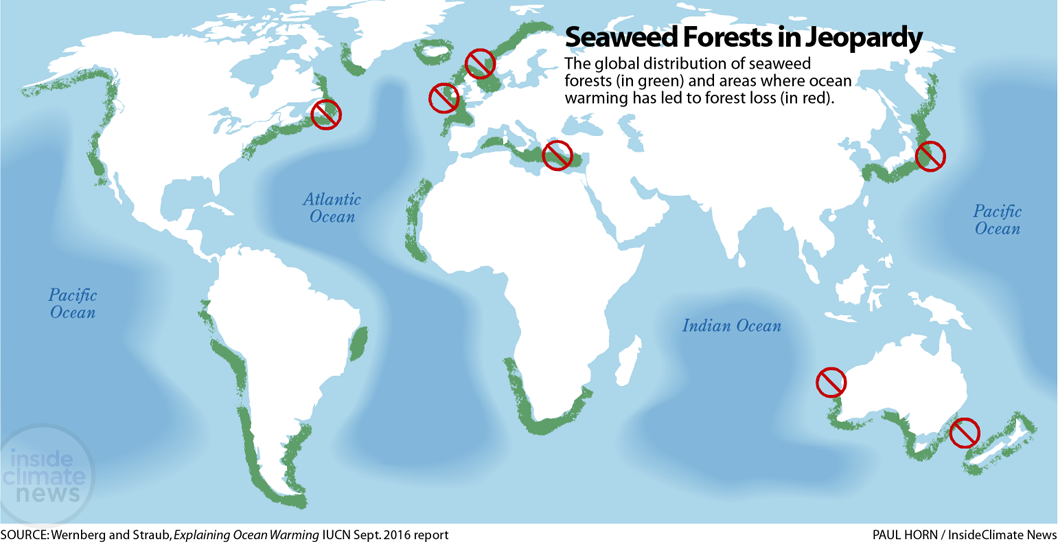 Seaweed Forests in Jeopardy
The global distribution of seaweed
forests (in green) and areas where ocean
warming has led to forest loss (in red).
Atlantic
Ocean
Pacific
Ocean
Pacific
Ocean
Indian Ocean
inside
climate
news
SOURCE: Wernberg and Straub, Explaining Ocean Warming IUCN Sept. 2016 report
PAUL HORN / InsideClimate News